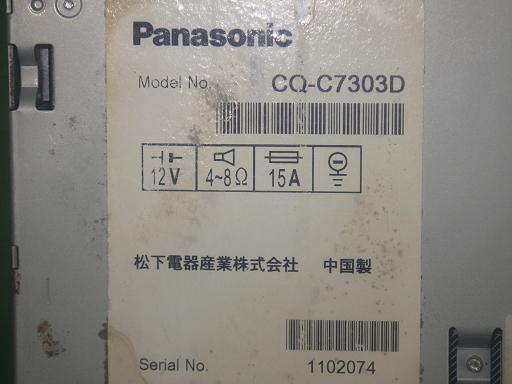 Panasonic
Model No. CQ-C7303D
12V 4~8Ω 15A
松下電器産業株式会社 中国製
Serial No. 1102074